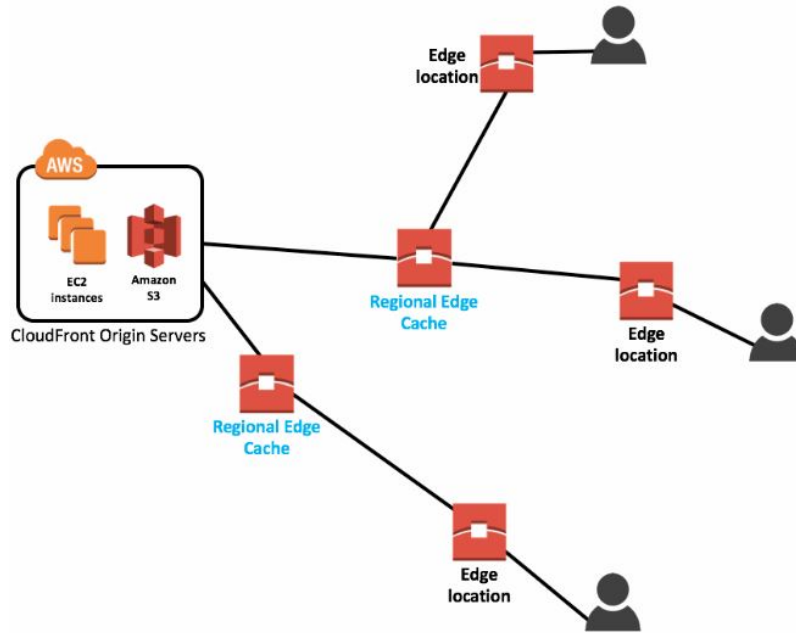 Edge
location
AWS
EC2
instances
Amazon
S3
CloudFront Origin Servers
Regional Edge
Cache
Edge
location
Regional Edge
Cache
Edge
location